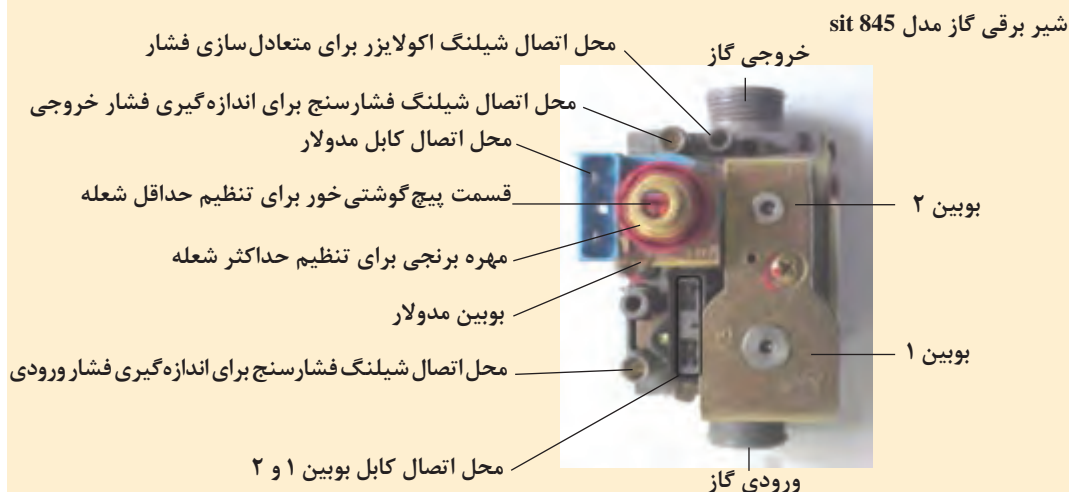 شیر برقی گاز مدل sit 845
محل اتصال شیلنگ اکولایزر برای متعادل‌سازی فشار
خروجی گاز
محل اتصال شیلنگ فشارسنج برای اندازه‌گیری فشار خروجی
محل اتصال کابل مدولار
قسمت پیچ‌گوشتی‌خور برای تنظیم حداقل شعله
بوبین ۲
مهره برنجی برای تنظیم حداکثر شعله
بوبین مدولار
بوبین ۱
محل اتصال شیلنگ فشارسنج برای اندازه‌گیری فشار ورودی
محل اتصال کابل بوبین ۱ و ۲
ورودی گاز